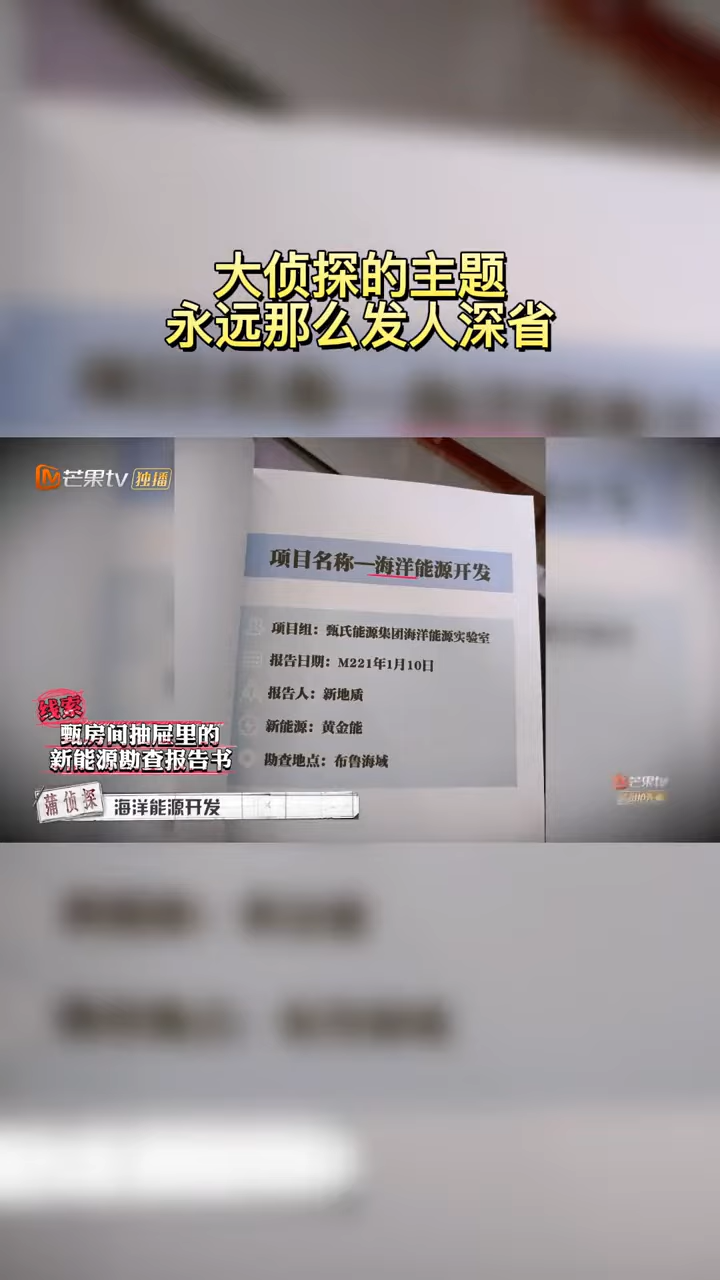 大侦探的主题
永远那么发人深省
芒果tv 独播
项目名称—海洋能源开发
项目组：甄氏能源集团海洋能源实验室
报告日期：M221年1月10日
报告人：新地质
新能源：黄金能
勘查地点：布鲁海域
线索
甄房间抽屉里的
新能源勘查报告书
蒲侦探
海洋能源开发
芒果tv